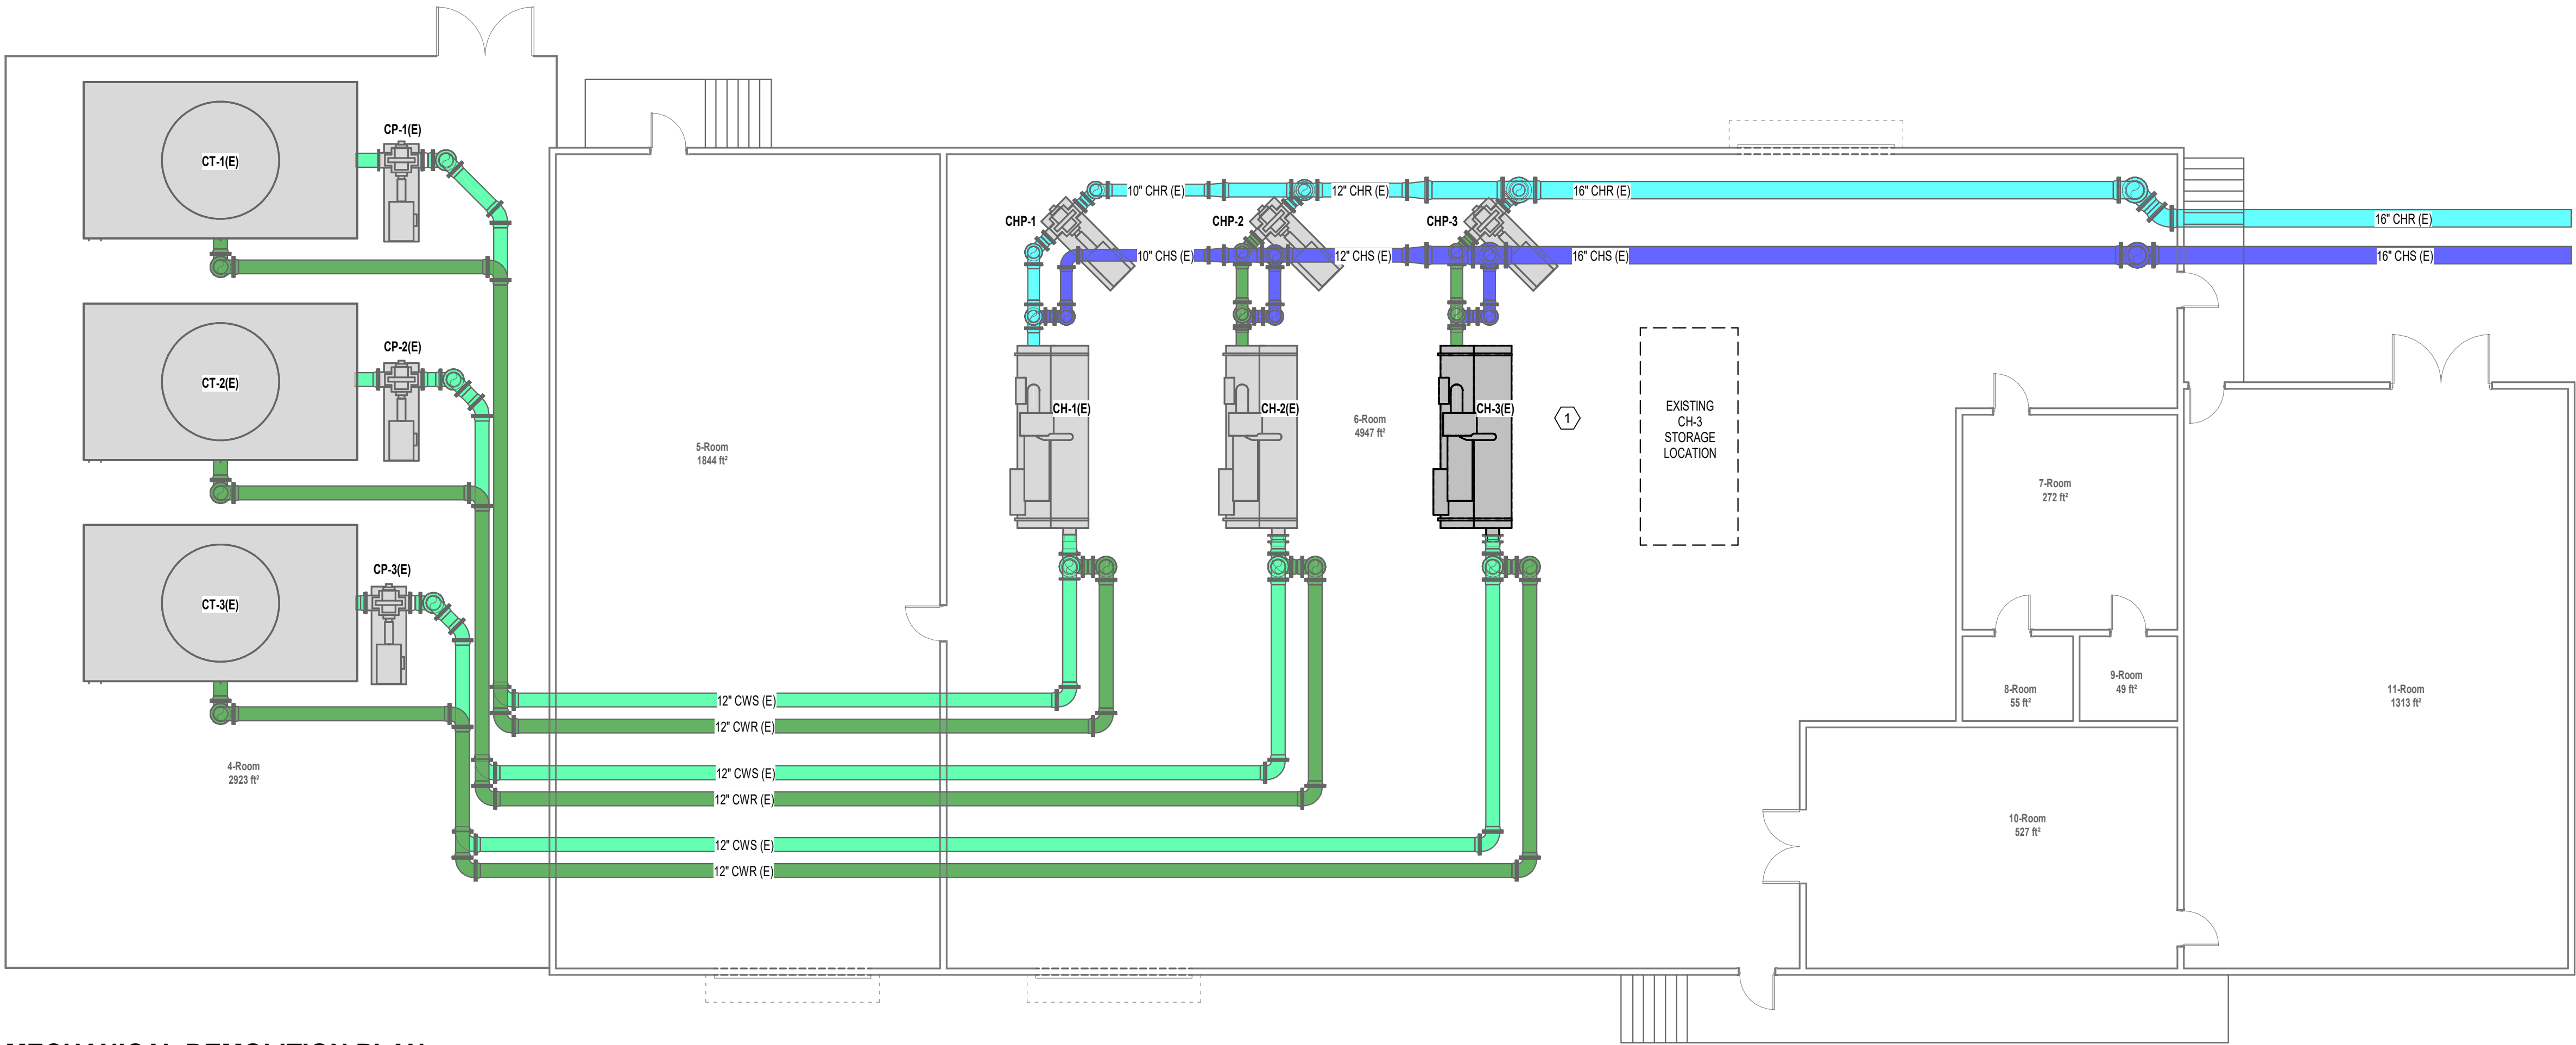 CP-1(E)
CT-1(E)
10" CHR (E)
12" CHR (E)
16" CHR (E)
CHP-1
CHP-2
CHP-3
16" CHR (E)
10" CHS (E)
12" CHS (E)
16" CHS (E)
16" CHS (E)
CP-2(E)
CT-2(E)
CH-1(E)
CH-2(E)
CH-3(E)
1
EXISTING
CH-3
STORAGE
LOCATION
6-Room
4947 ft²
5-Room
1844 ft²
7-Room
272 ft²
CP-3(E)
CT-3(E)
8-Room
55 ft²
9-Room
49 ft²
11-Room
1313 ft²
12" CWS (E)
12" CWR (E)
4-Room
2923 ft²
12" CWS (E)
12" CWR (E)
10-Room
527 ft²
12" CWS (E)
12" CWR (E)
MECHANICAL DEMOLITION PLAN